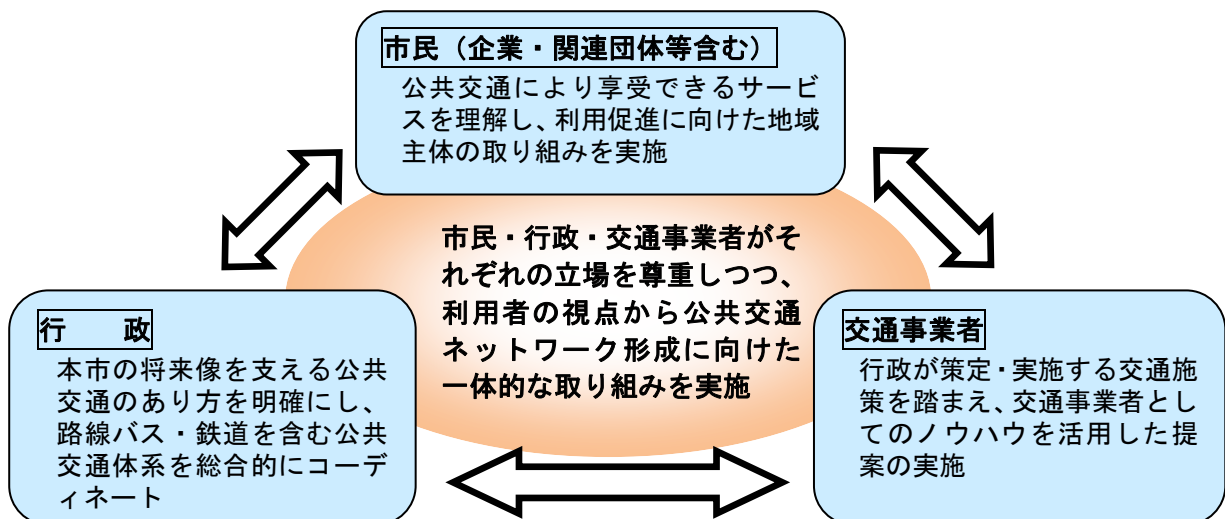 市民（企業・関連団体等含む）
公共交通により享受できるサービ
スを理解し、利用促進に向けた地域
主体の取り組みを実施
市民・行政・交通事業者がそ
れぞれの立場を尊重しつつ、
利用者の視点から公共交通
ネットワーク形成に向けた
一体的な取り組みを実施
行　　政
本市の将来像を支える公共
交通のあり方を明確にし、
路線バス・鉄道を含む公共
交通体系を総合的にコーデ
ィネート
交通事業者
行政が策定・実施する交通施
策を踏まえ、交通事業者とし
てのノウハウを活用した提
案の実施